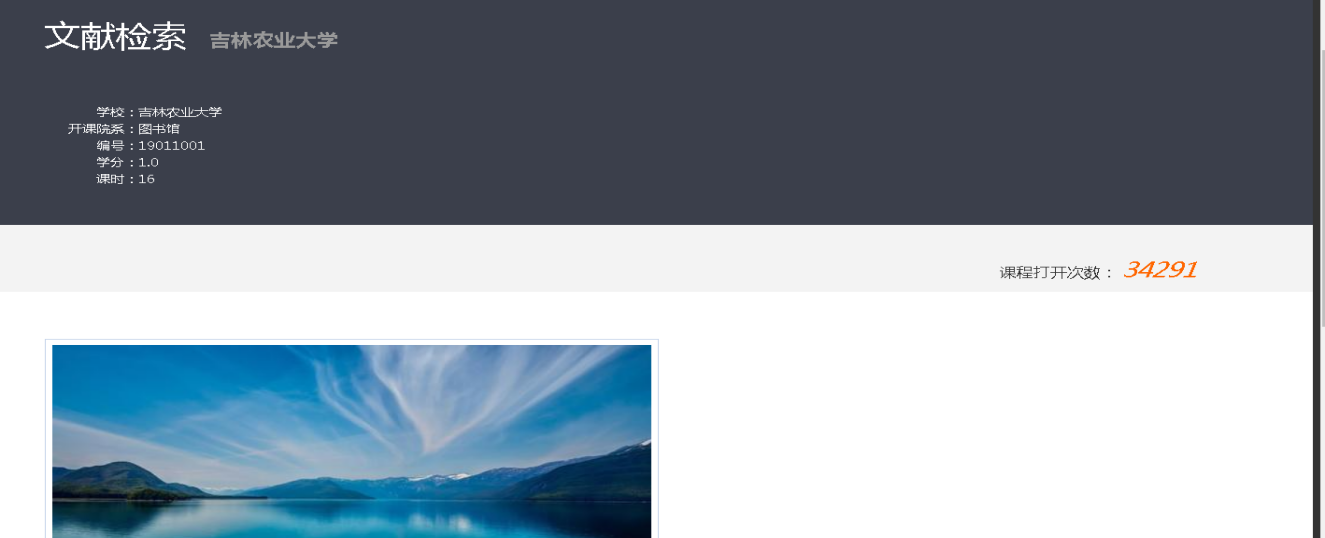 文献检索 吉林农业大学
学校：吉林农业大学
开课院系：图书馆
编号：19011001
学分：1.0
课时：16
课程打开次数： 34291